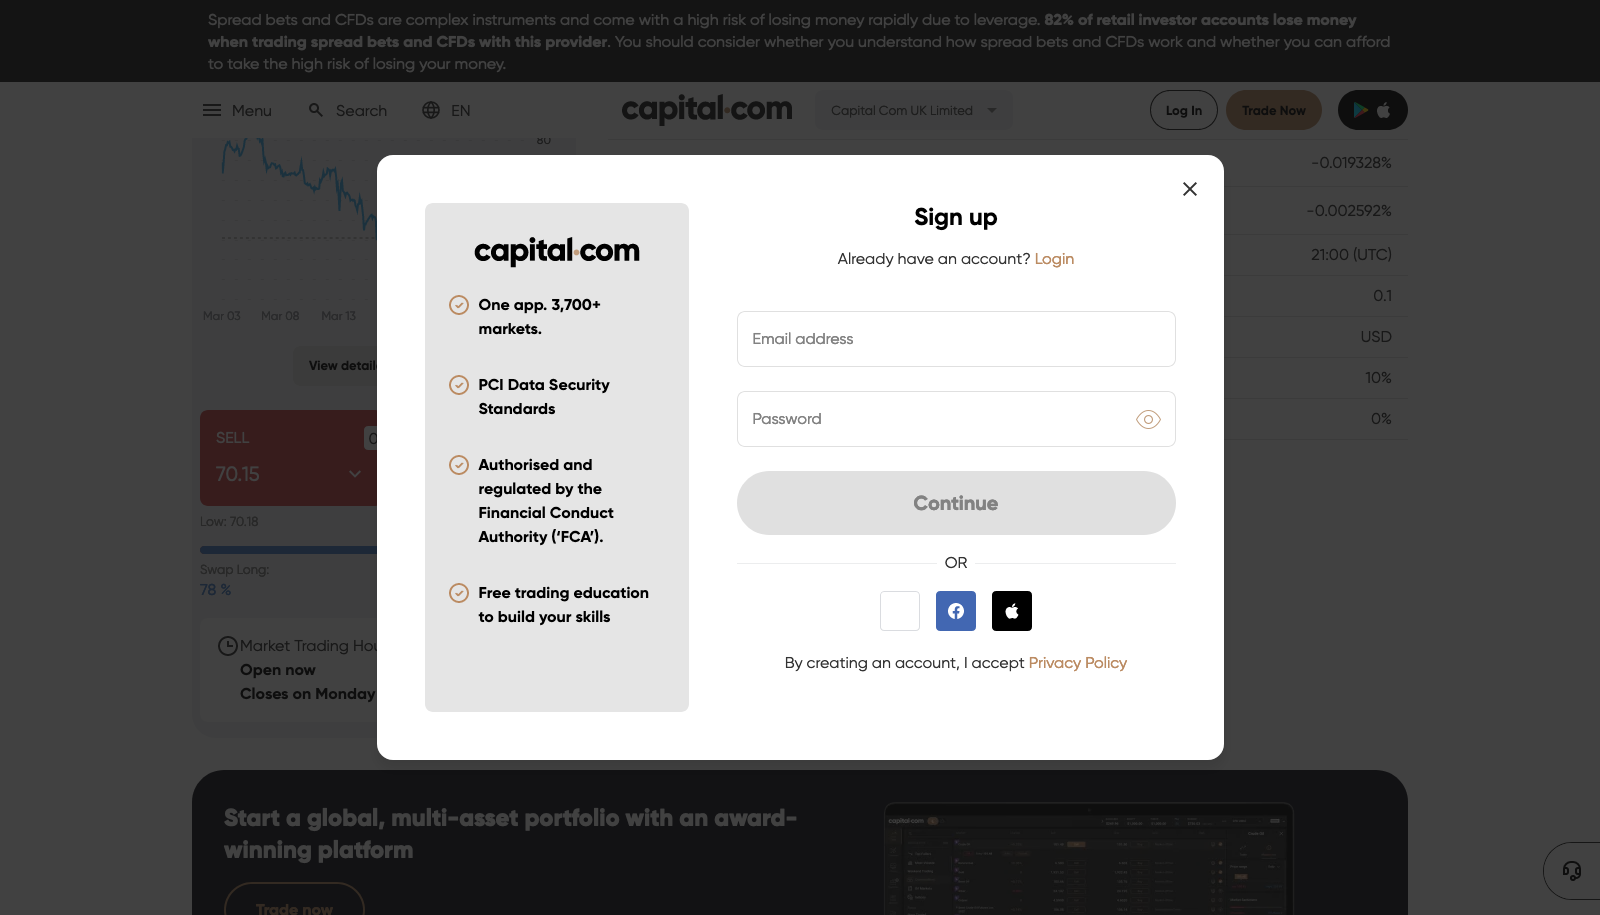 Spread bets and CFDs are complex instruments and come with a high risk of losing money rapidly due to leverage. 82% of retail investor accounts lose money
when trading spread bets and CFDs with this provider. You should consider whether you understand how spread bets and CFDs work and whether you can afford
to take the high risk of losing your money.
Menu
Search
EN
capital.com
Capital Com UK Limited
Log In
Trade Now
80
Mar 03
Mar 08
Mar 13
View detail
SELL
70.15
Low: 70.18
Swap Long:
78 %
Market Trading Hou
Open now
Closes on Monday
-0.019328%
-0.002592%
21:00 (UTC)
0.1
USD
10%
0%
capital.com
One app. 3,700+
markets.
PCI Data Security
Standards
Authorised and
regulated by the
Financial Conduct
Authority (‘FCA’).
Free trading education
to build your skills
Sign up
Already have an account? Login
Email address
Password
Continue
OR
By creating an account, I accept Privacy Policy
Start a global, multi-asset portfolio with an award-
winning platform
Trade now
capital.com